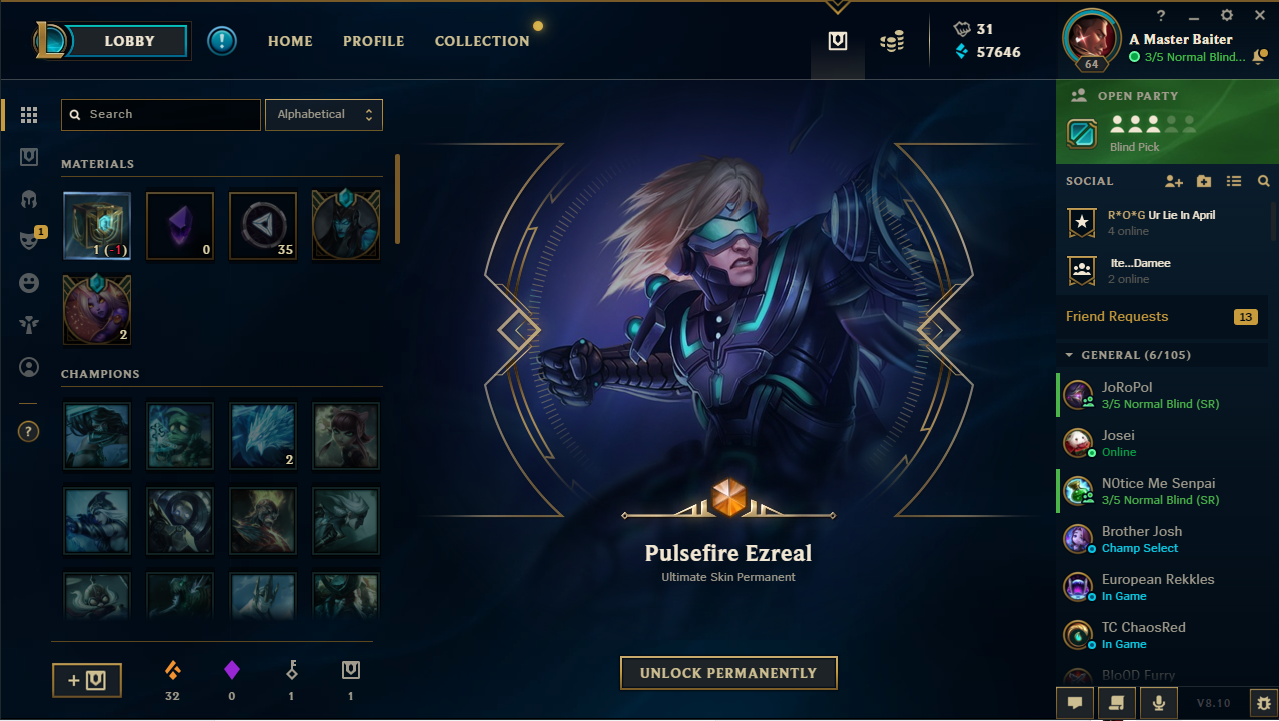 LOBBY
HOME
PROFILE
COLLECTION
31
57646
?
A Master Baiter
64
3/5 Normal Blind...
Search
Alphabetical
MATERIALS
1 (-1)
0
35
2
1
CHAMPIONS
2
?
32
0
1
1
Pulsefire Ezreal
Ultimate Skin Permanent
UNLOCK PERMANENTLY
OPEN PARTY
Blind Pick
SOCIAL
R*O*G Ur Lie In April
4 online
Ite...Damee
2 online
Friend Requests
13
GENERAL (6/105)
JoRoPol
3/5 Normal Blind (SR)
Josei
Online
N0tice Me Senpai
3/5 Normal Blind (SR)
Brother Josh
Champ Select
European Rekkles
In Game
TC ChaosRed
In Game
BloOD Furry
V8.10